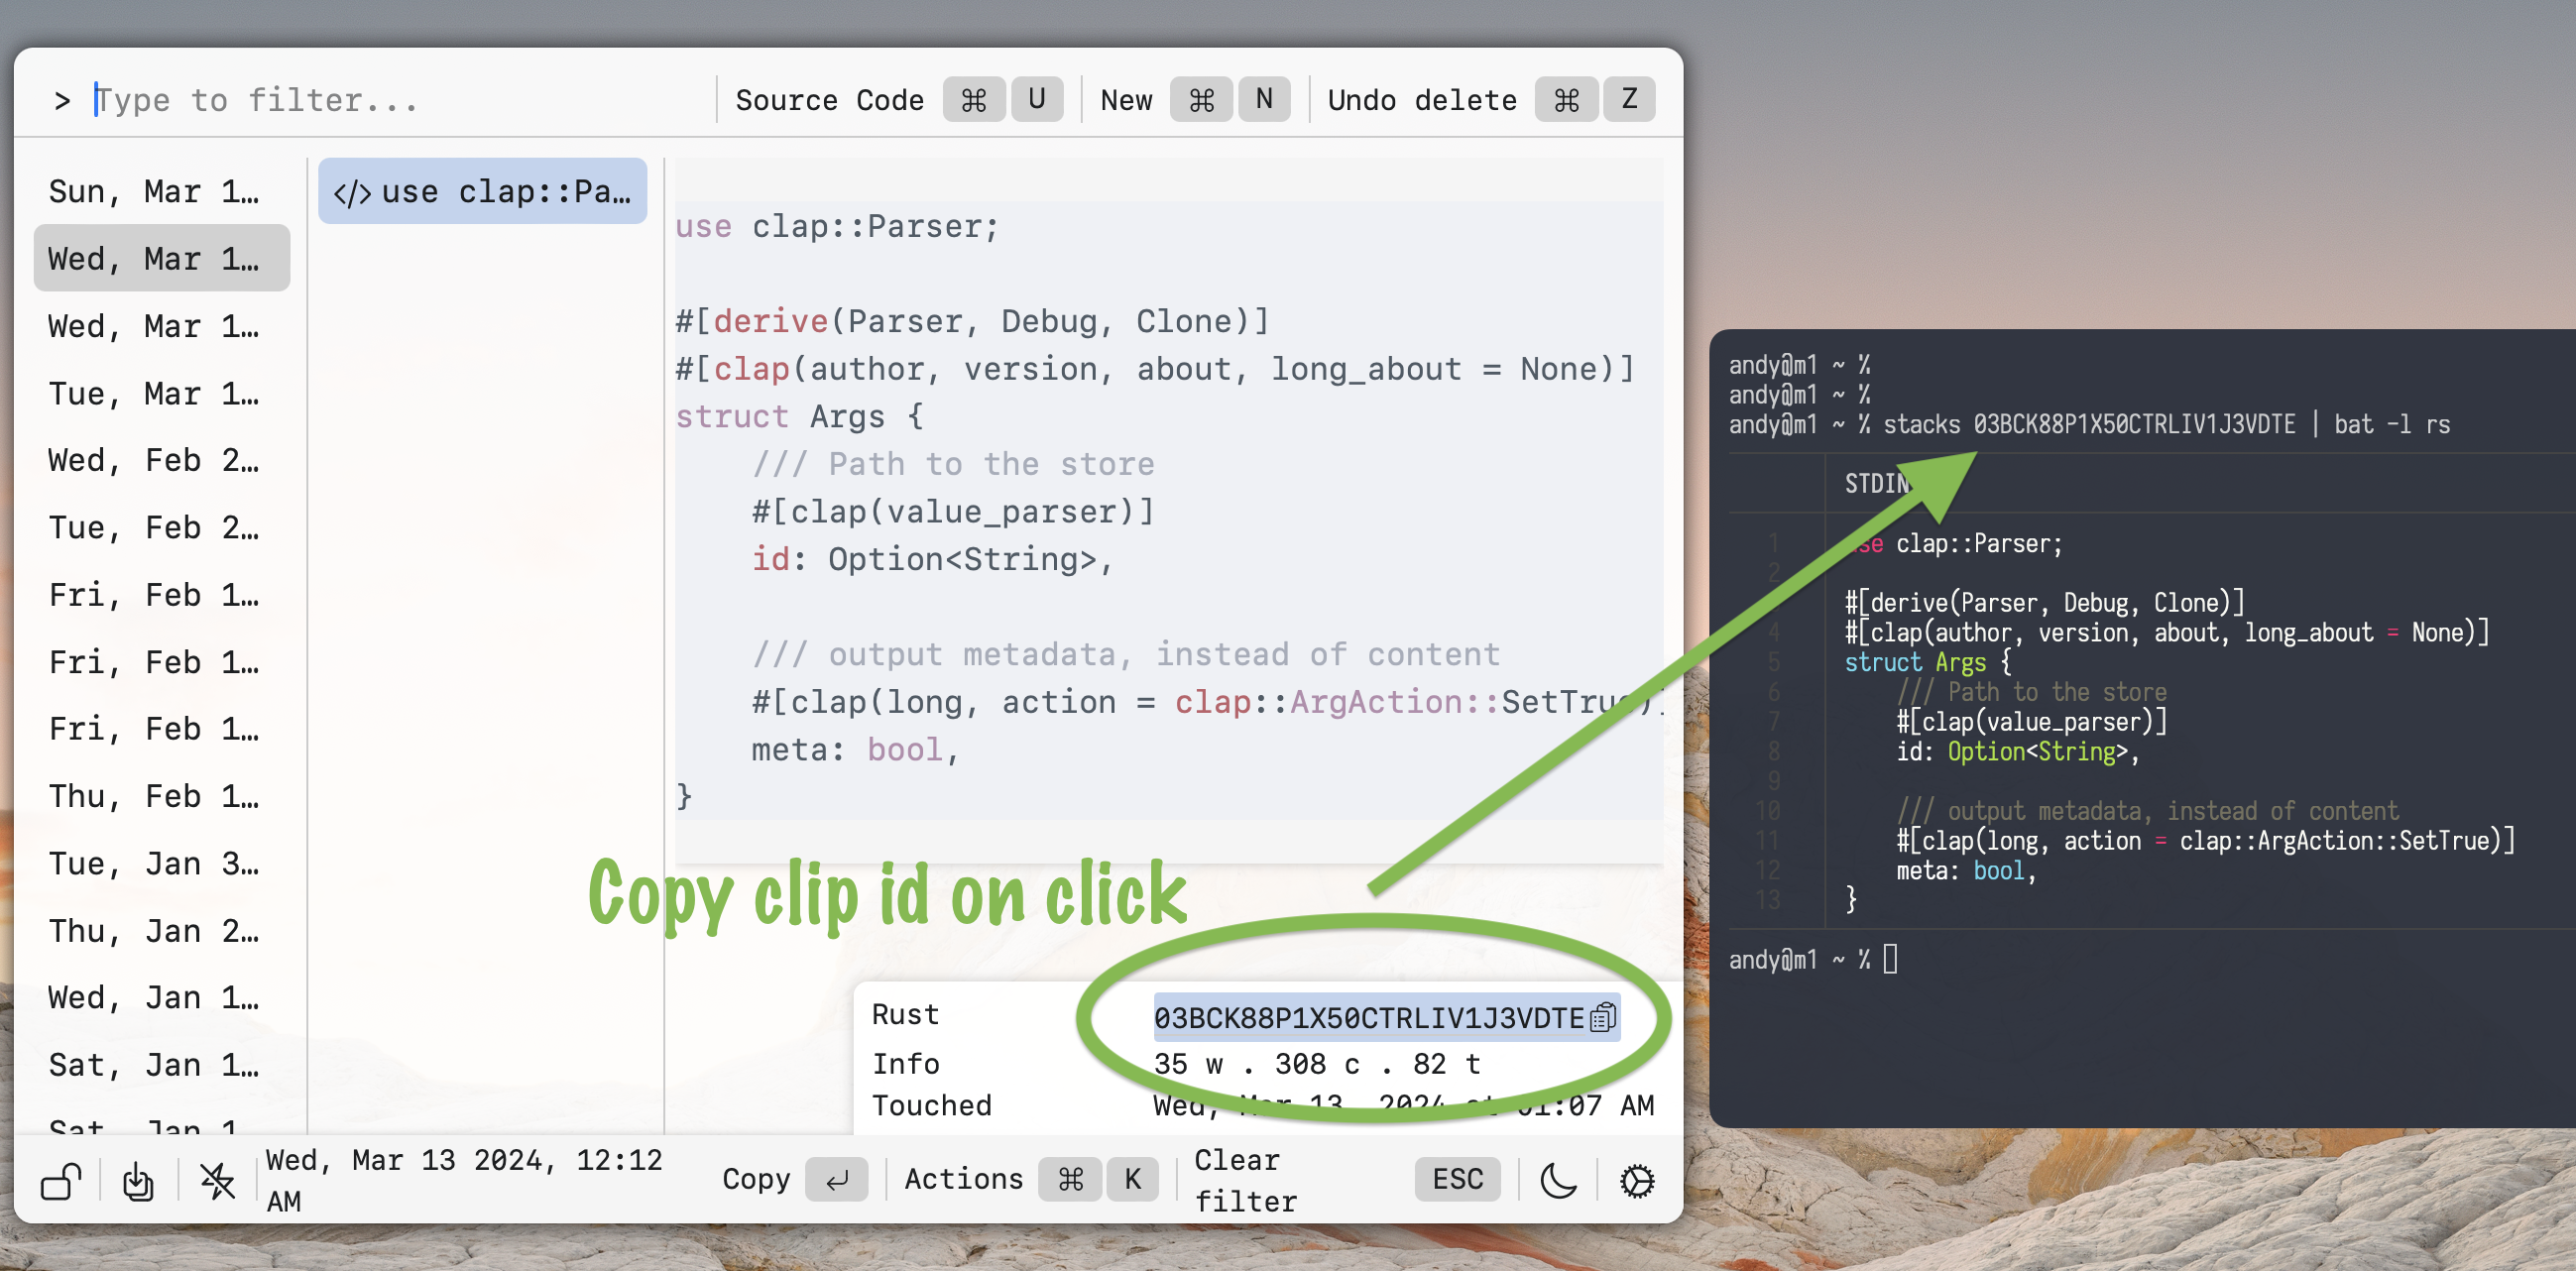 > Type to filter... Source Code ⌘ U New ⌘ N Undo delete ⌘ Z
Sun, Mar 1…
Wed, Mar 1…
Wed, Mar 1…
Tue, Mar 1…
Wed, Feb 2…
Tue, Feb 2…
Fri, Feb 1…
Fri, Feb 1…
Fri, Feb 1…
Thu, Feb 1…
Tue, Jan 3…
Thu, Jan 2…
Wed, Jan 1…
Sat, Jan 1…
Sat, Jan 1
</> use clap::Pa…
use clap::Parser;
#[derive(Parser, Debug, Clone)]
#[clap(author, version, about, long_about = None)]
struct Args {
/// Path to the store
#[clap(value_parser)]
id: Option<String>,
/// output metadata, instead of content
#[clap(long, action = clap::ArgAction::SetTrue)]
meta: bool,
}
Copy clip id on click
Rust 03BCK88P1X50CTRLIV1J3VDTE
Info 35 w . 308 c . 82 t
Touched Wed, Mar 13, 2024 at 01:07 AM
Wed, Mar 13 2024, 12:12
AM
Copy ↵ Actions ⌘ K
Clear
filter
ESC
andy@m1 ~ %
andy@m1 ~ %
andy@m1 ~ % stacks 03BCK88P1X50CTRLIV1J3VDTE | bat -l rs
STDIN
1 use clap::Parser;
2
#[derive(Parser, Debug, Clone)]
4 #[clap(author, version, about, long_about = None)]
5 struct Args {
6 /// Path to the store
7 #[clap(value_parser)]
8 id: Option<String>,
9
10 /// output metadata, instead of content
11 #[clap(long, action = clap::ArgAction::SetTrue)]
12 meta: bool,
13 }
andy@m1 ~ %